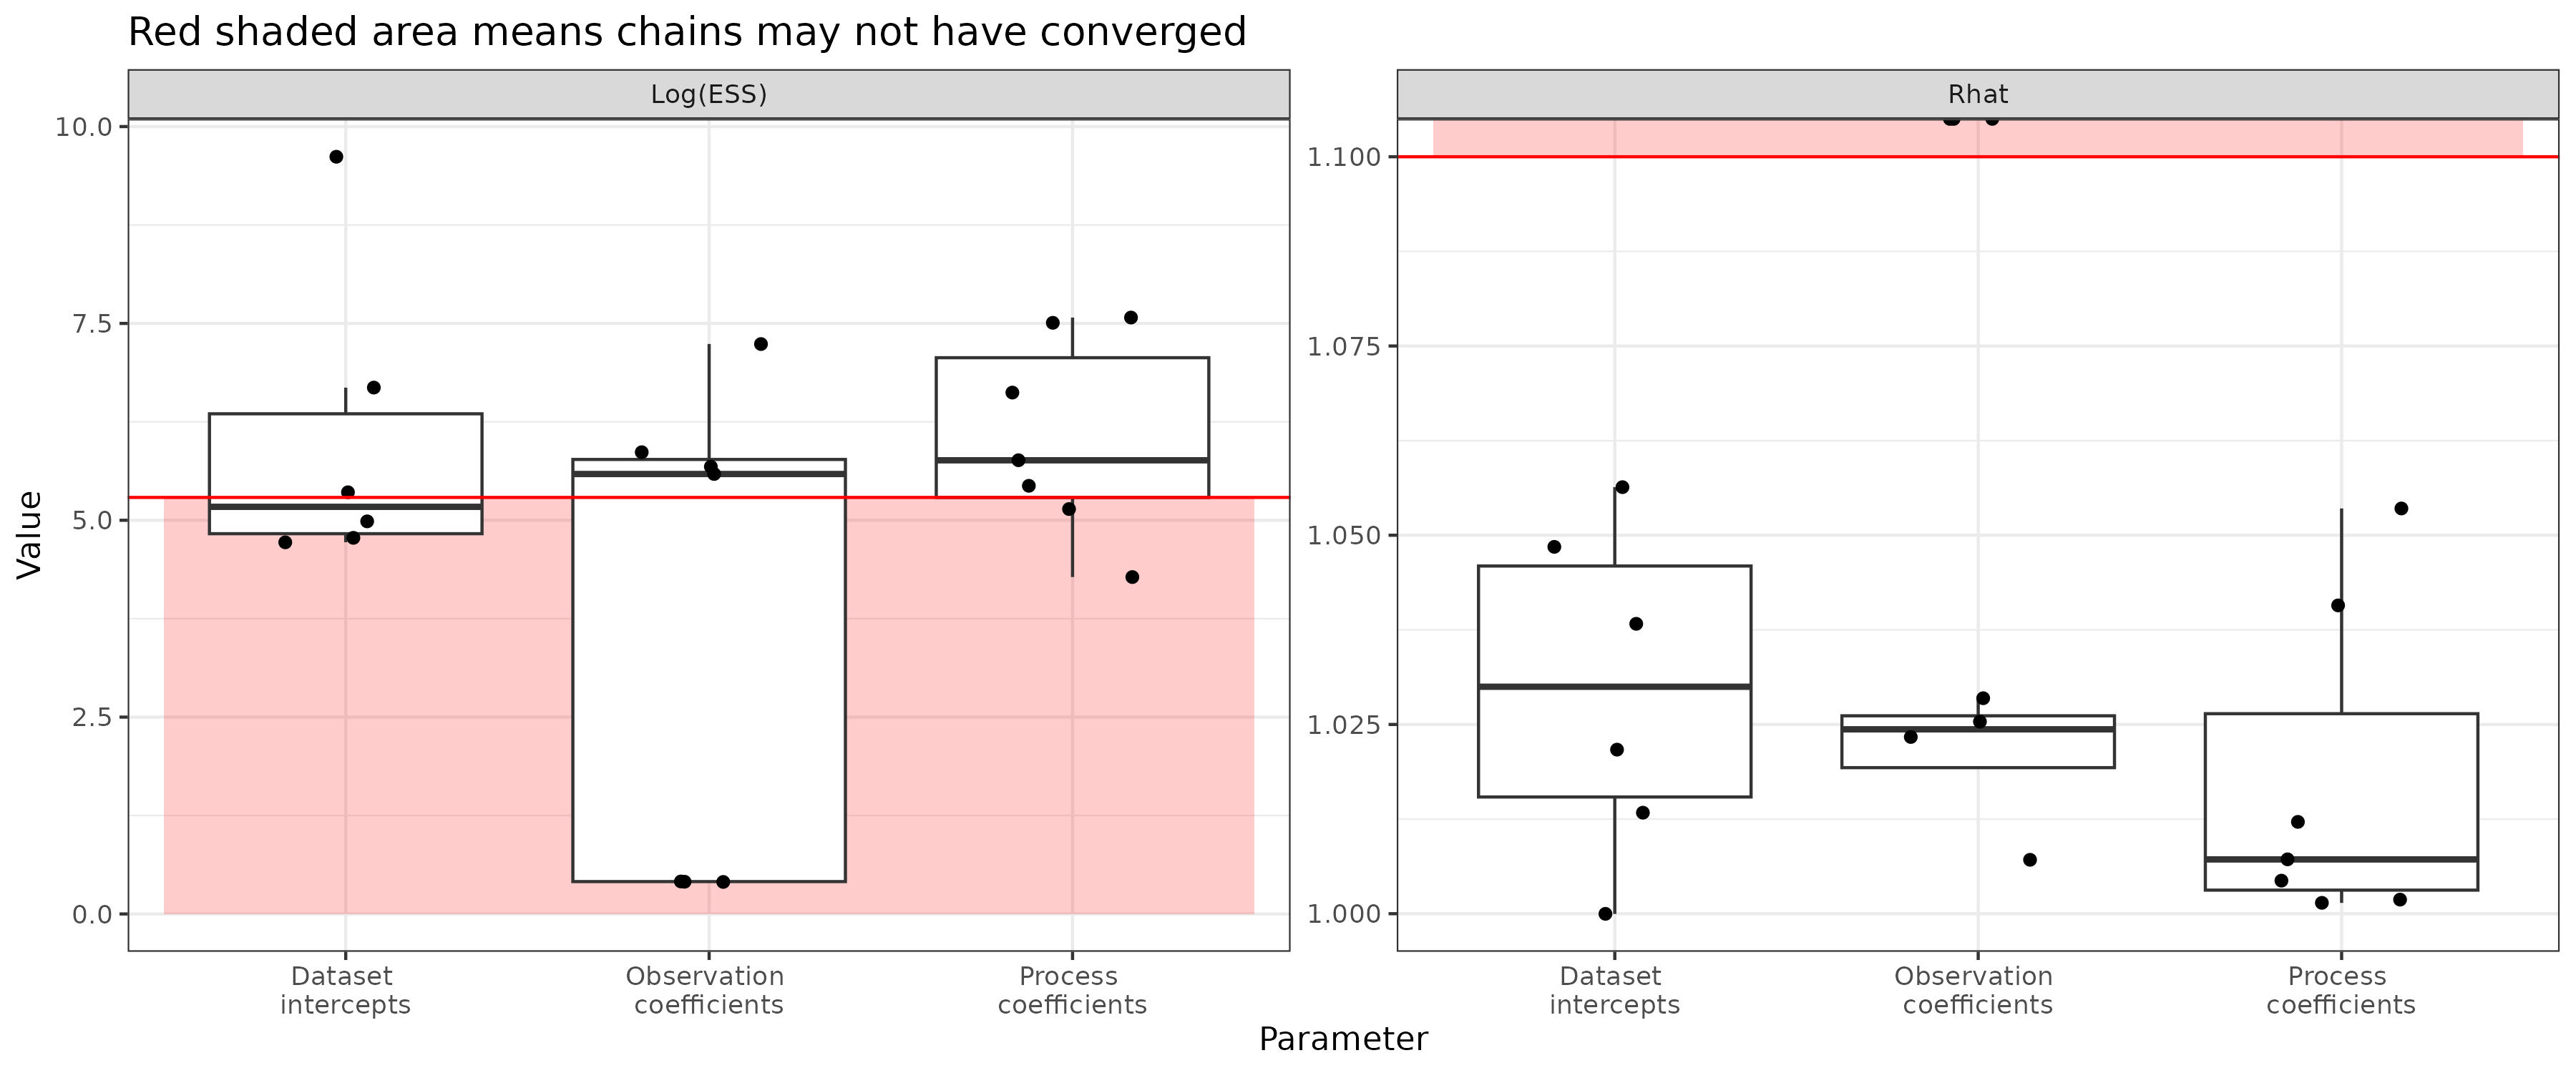 Red shaded area means chains may not have converged
Log(ESS)
Rhat
Value
10.0
7.5
5.0
2.5
0.0
1.100
1.075
1.050
1.025
1.000
Dataset
intercepts
Observation
coefficients
Process
coefficients
Dataset
intercepts
Observation
coefficients
Process
coefficients
Parameter